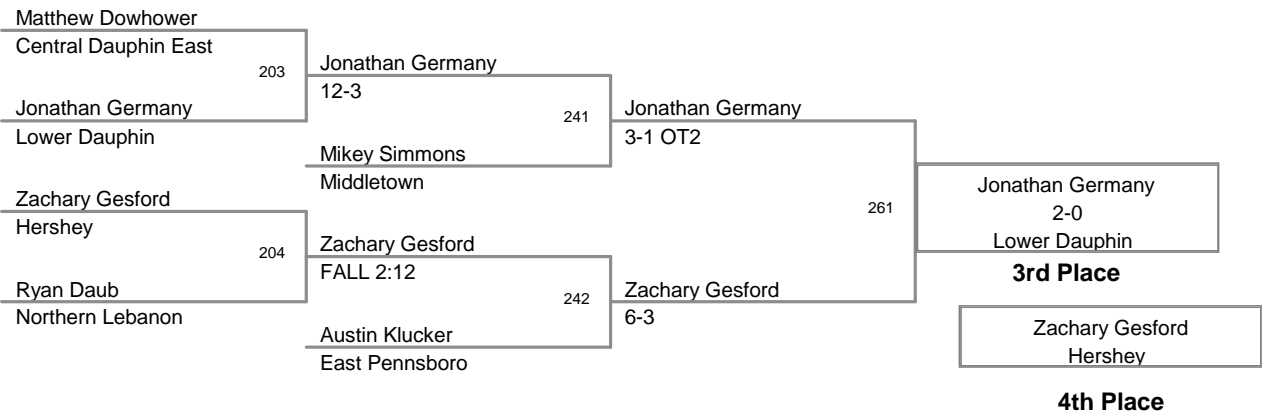 Matthew Dowhower
Central Dauphin East
203
Jonathan Germany
Lower Dauphin
Zachary Gesford
Hershey
204
Ryan Daub
Northern Lebanon
Jonathan Germany
12-3
241
Mikey Simmons
Middletown
Zachary Gesford
FALL 2:12
242
Austin Klucker
East Pennsboro
Jonathan Germany
3-1 OT2
261
Zachary Gesford
6-3
Jonathan Germany
2-0
Lower Dauphin
3rd Place
Zachary Gesford
Hershey
4th Place